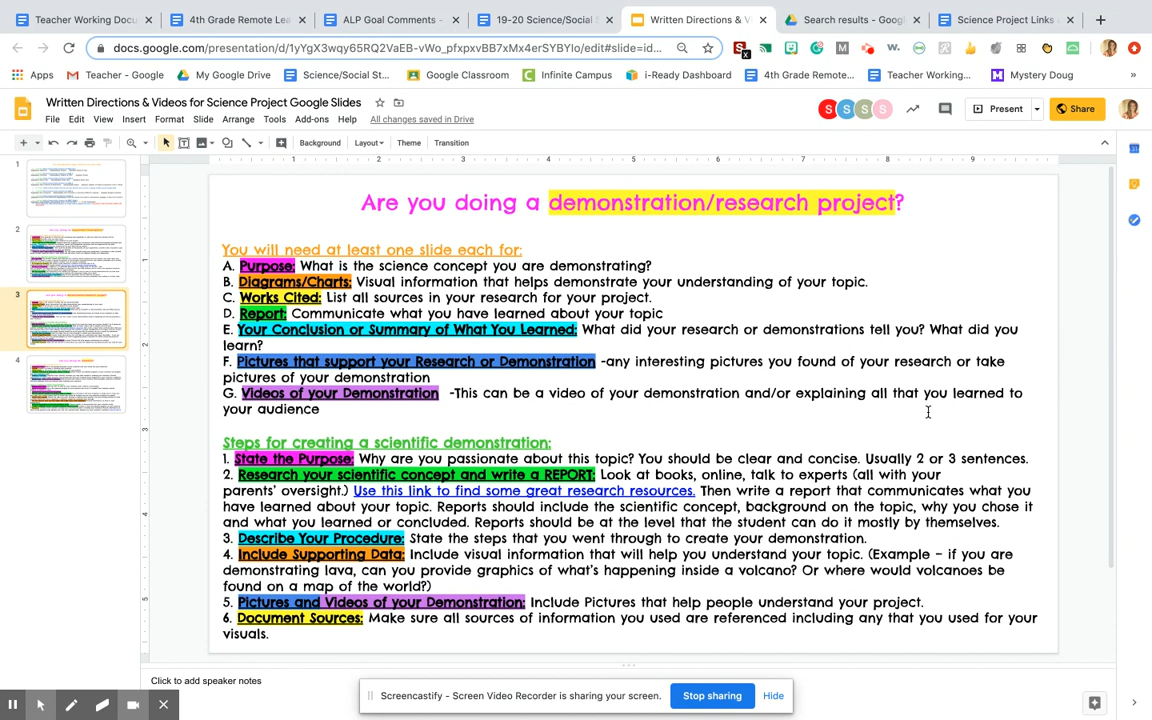 Teacher Working Docu
4th Grade Remote Lea
ALP Goal Comments -
19-20 Science/Social S
Written Directions & V
Search results - Googl
Science Project Links a
docs.google.com/presentation/d/1yYgX3wqy65RQ2VaEB-vWo_pfxpxvBB7xMx4erSYBYIo/edit#slide=id...
Apps
Teacher - Google
My Google Drive
Science/Social St...
Google Classroom
Infinite Campus
i-Ready Dashboard
4th Grade Remote...
Teacher Working...
Mystery Doug
Written Directions & Videos for Science Project Google Slides
File Edit View Insert Format Slide Arrange Tools Add-ons Help All changes saved in Drive
S S S S
Present
Share
Background Layout Theme Transition
1 2 3 4 5 6 7 8 9
1
2
3
4
1
2
3
4
5
Are you doing a demonstration/research project?
You will need at least one slide each for:
A. Purpose: What is the science concept you are demonstrating?
B. Diagrams/Charts: Visual information that helps demonstrate your understanding of your topic.
C. Works Cited: List all sources in your research for your project.
D. Report: Communicate what you have learned about your topic
E. Your Conclusion or Summary of What You Learned: What did your research or demonstrations tell you? What did you
learn?
F. Pictures that support your Research or Demonstration -any interesting pictures you found of your research or take
pictures of your demonstration
G. Videos of your Demonstration -This can be a video of your demonstration and/or explaining all that you learned to
your audience
Steps for creating a scientific demonstration:
1. State the Purpose: Why are you passionate about this topic? You should be clear and concise. Usually 2 or 3 sentences.
2. Research your scientific concept and write a REPORT: Look at books, online, talk to experts (all with your
parents' oversight.) Use this link to find some great research resources. Then write a report that communicates what you
have learned about your topic. Reports should include the scientific concept, background on the topic, why you chose it
and what you learned or concluded. Reports should be at the level that the student can do it mostly by themselves.
3. Describe Your Procedure: State the steps that you went through to create your demonstration.
4. Include Supporting Data: Include visual information that will help you understand your topic. (Example - if you are
demonstrating lava, can you provide graphics of what's happening inside a volcano? Or where would volcanoes be
found on a map of the world?)
5. Pictures and Videos of your Demonstration: Include Pictures that help people understand your project.
6. Document Sources: Make sure all sources of information you used are referenced including any that you used for your
visuals.
Click to add speaker notes
Screencastify - Screen Video Recorder is sharing your screen.
Stop sharing
Hide